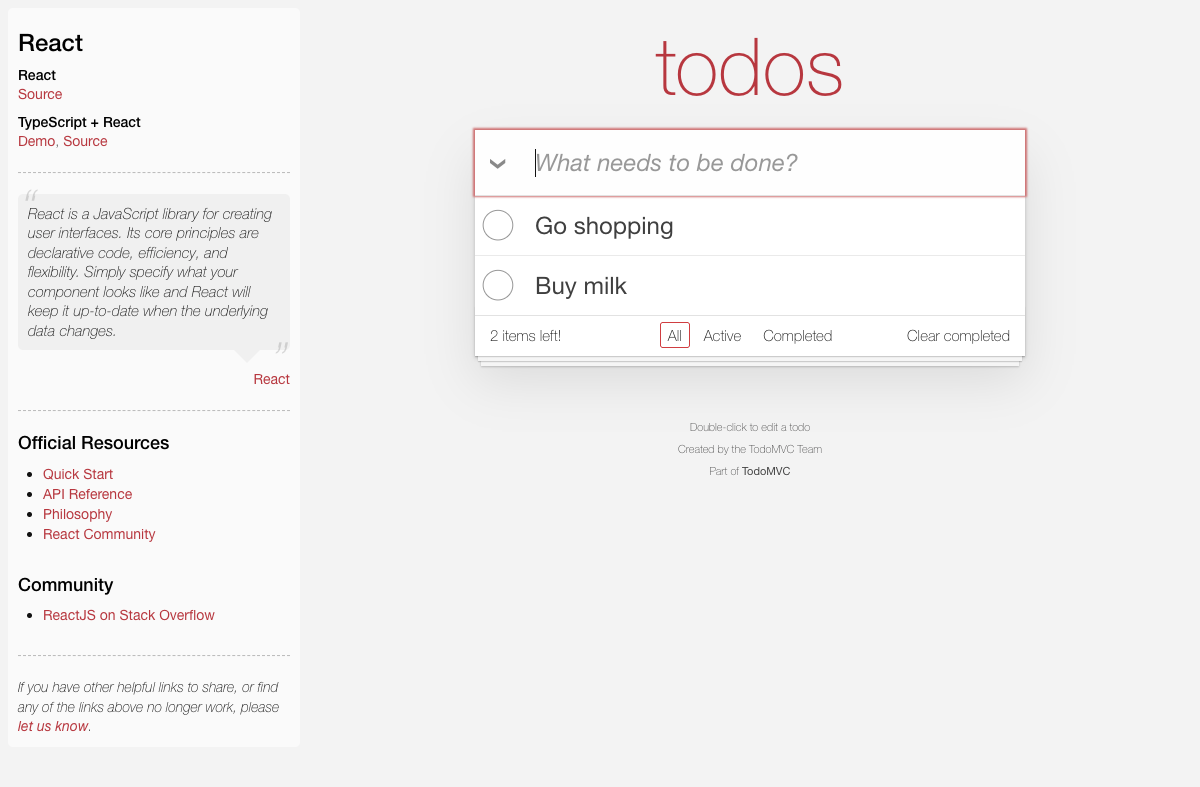 React
React
Source
TypeScript + React
Demo, Source
“
React is a JavaScript library for creating
user interfaces. Its core principles are
declarative code, efficiency, and
flexibility. Simply specify what your
component looks like and React will
keep it up-to-date when the underlying
data changes.
”
React
Official Resources
• Quick Start
• API Reference
• Philosophy
• React Community
Community
• ReactJS on Stack Overflow
If you have other helpful links to share, or find
any of the links above no longer work, please
let us know.
todos
What needs to be done?
Go shopping
Buy milk
2 items left! All Active Completed Clear completed
Double-click to edit a todo
Created by the TodoMVC Team
Part of TodoMVC